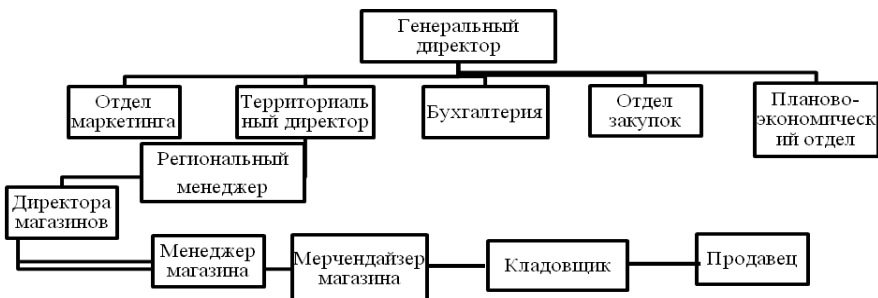 Генеральный
директор
Отдел
маркетинга
Территориаль
ный директор
Бухгалтерия
Отдел
закупок
Планово-
экономическ
ий отдел
Региональный
менеджер
Директора
магазинов
Менеджер
магазина
Мерчендайзер
магазина
Кладовщик
Продавец